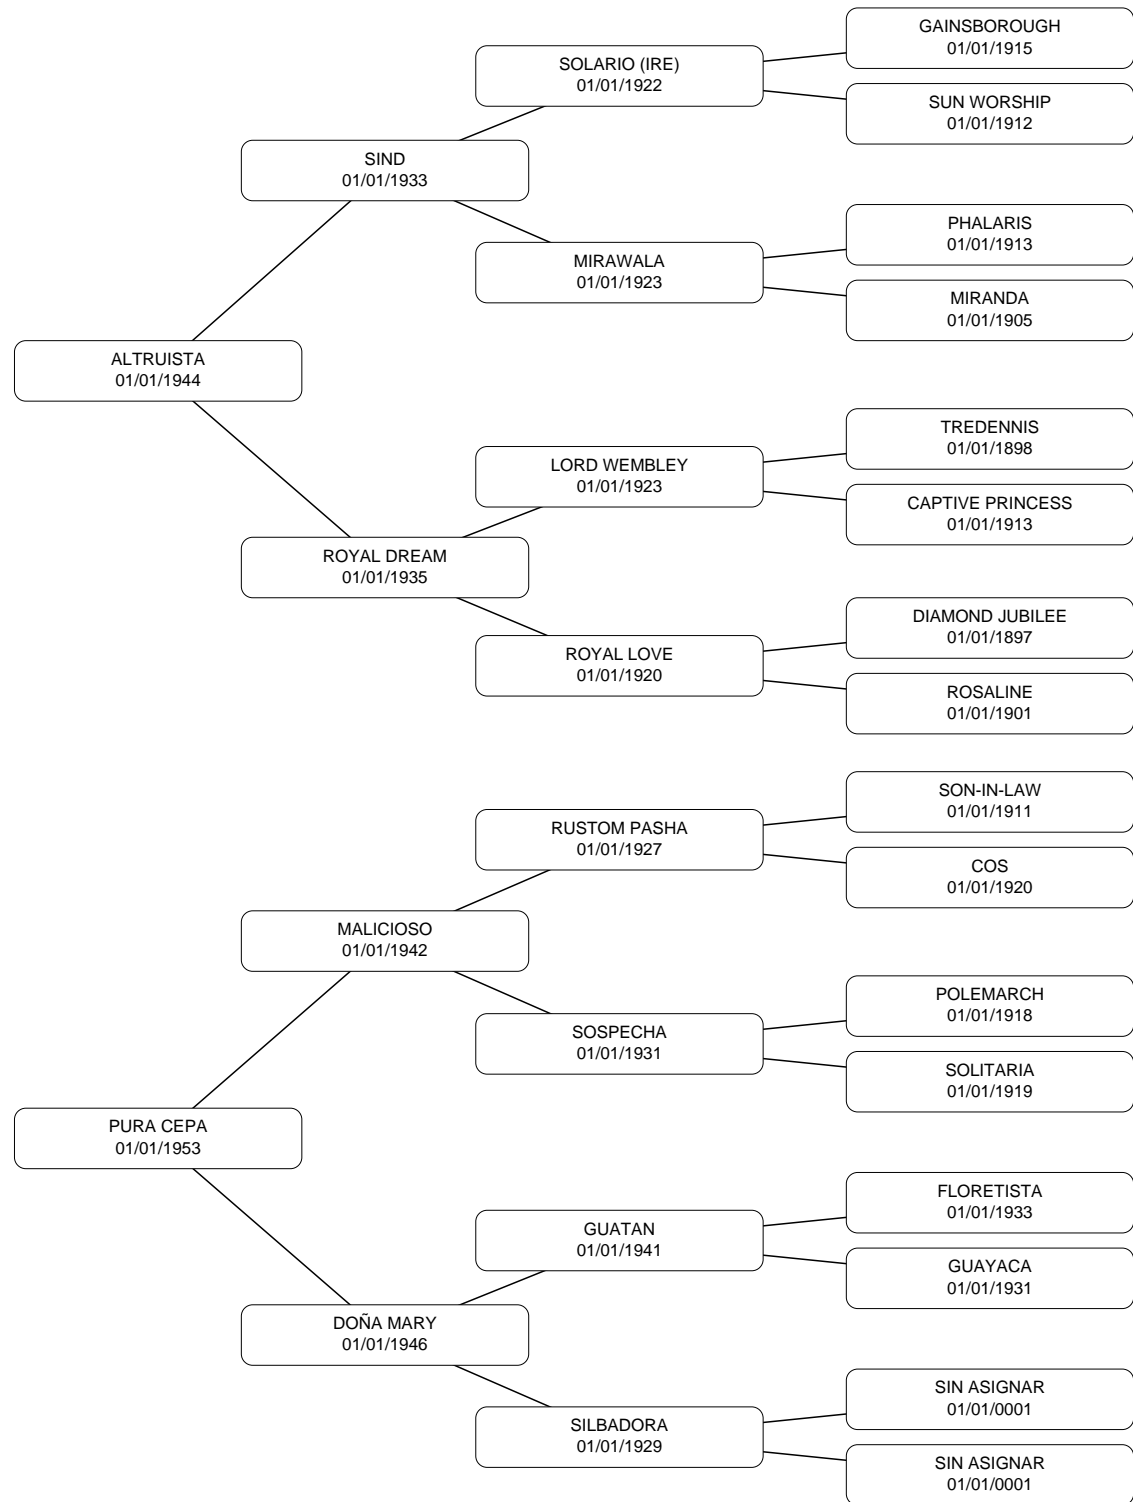 GAINSBOROUGH
01/01/1915
SOLARIO (IRE)
01/01/1922
SUN WORSHIP
01/01/1912
SIND
01/01/1933
PHALARIS
01/01/1913
MIRAWALA
01/01/1923
MIRANDA
01/01/1905
ALTRUISTA
01/01/1944
TREDENNIS
01/01/1898
LORD WEMBLEY
01/01/1923
CAPTIVE PRINCESS
01/01/1913
ROYAL DREAM
01/01/1935
DIAMOND JUBILEE
01/01/1897
ROYAL LOVE
01/01/1920
ROSALINE
01/01/1901
SON-IN-LAW
01/01/1911
RUSTOM PASHA
01/01/1927
COS
01/01/1920
MALICIOSO
01/01/1942
POLEMARCH
01/01/1918
SOSPECHA
01/01/1931
SOLITARIA
01/01/1919
PURA CEPA
01/01/1953
FLORETISTA
01/01/1933
GUATAN
01/01/1941
GUAYACA
01/01/1931
DOÑA MARY
01/01/1946
SIN ASIGNAR
01/01/0001
SILBADORA
01/01/1929
SIN ASIGNAR
01/01/0001